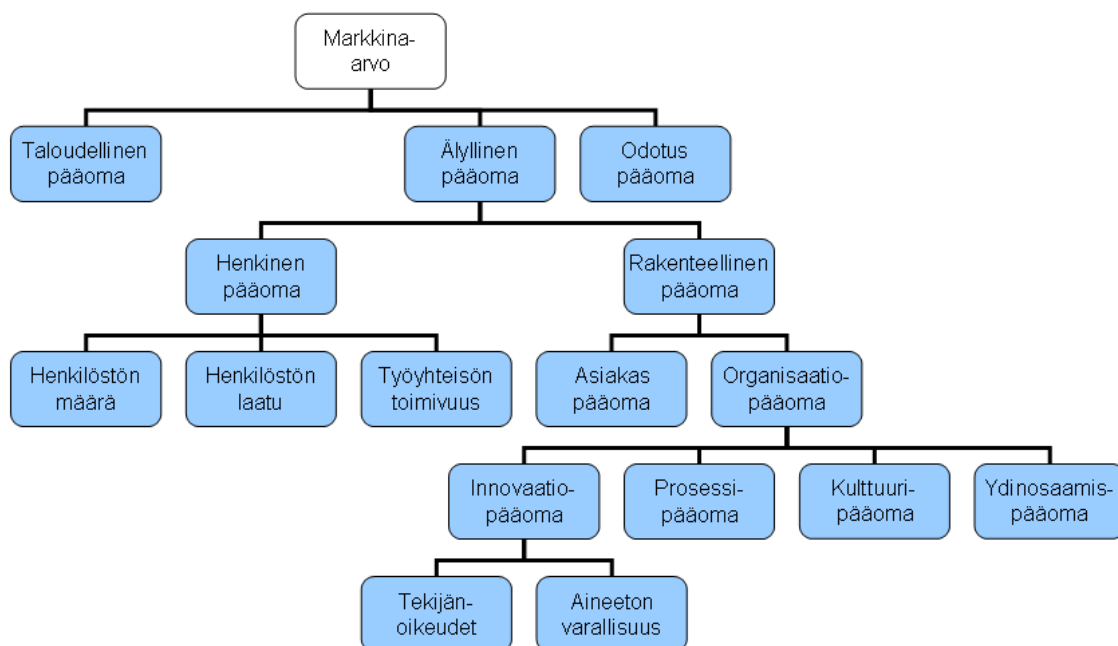 Markkina-
arvo
Taloudellinen
pääoma
Älyllinen
pääoma
Odotus
pääoma
Henkinen
pääoma
Rakenteellinen
pääoma
Henkilöstön
määrä
Henkilöstön
laatu
Työyhteisön
toimivuus
Asiakas
pääoma
Organisaatio-
pääoma
Innovaatio-
pääoma
Prosessi-
pääoma
Kulttuuri-
pääoma
Ydinosaamis-
pääoma
Tekijän-
oikeudet
Aineeton
varallisuus